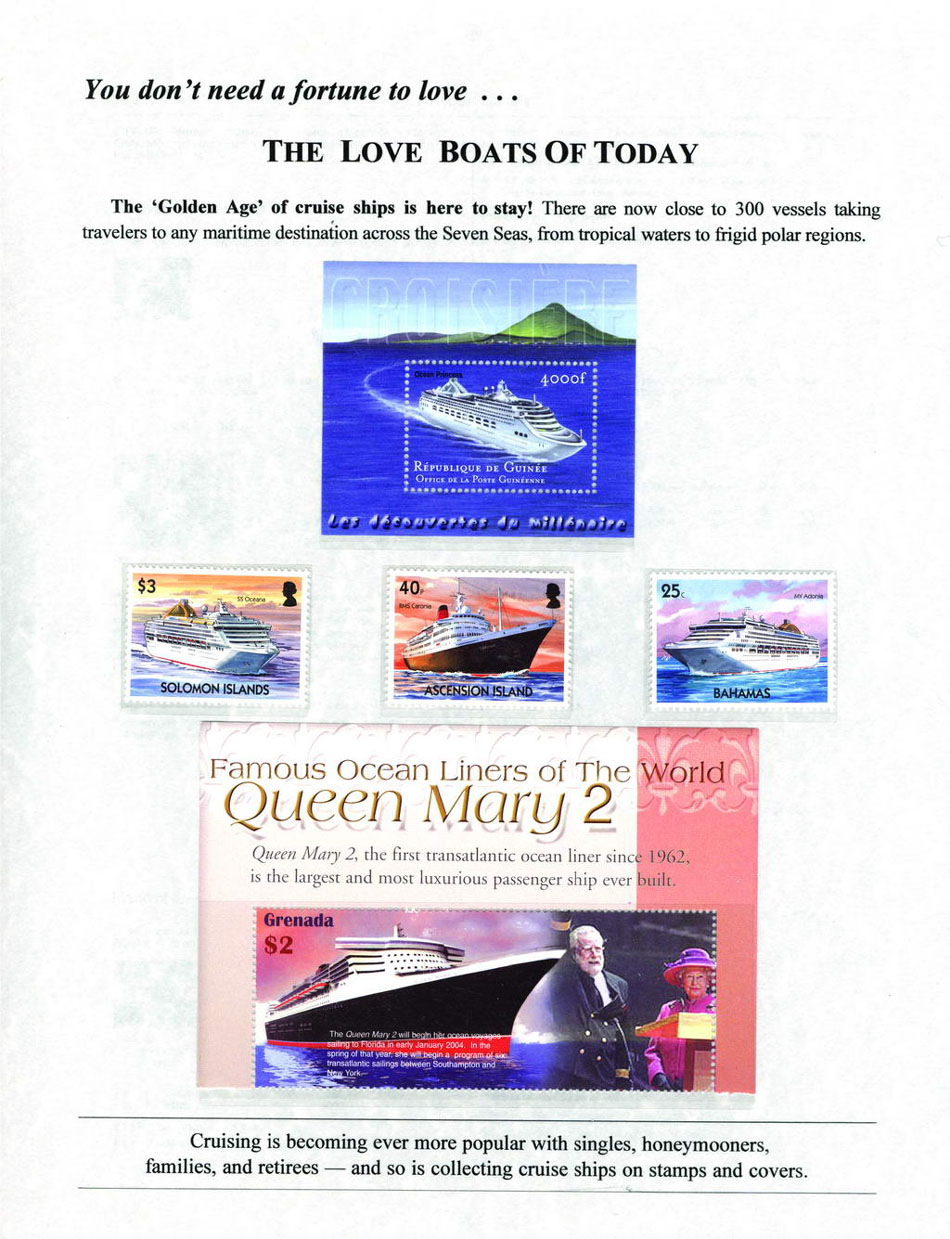 You don't need a fortune to love . . .
THE LOVE BOATS OF TODAY
The 'Golden Age' of cruise ships is here to stay! There are now close to 300 vessels taking
travelers to any maritime destination across the Seven Seas, from tropical waters to frigid polar regions.
CROISIÈRE
Ocean Princess
4000f
RÉPUBLIQUE DE GUINÉE
OFFICE DE LA POSTE GUINÉENNE
Les découvertes du millénaire
$3
SS Oceana
SOLOMON ISLANDS
40P
RMS Caronia
ASCENSION ISLAND
25c
MV Adonia
BAHAMAS
Famous Ocean Liners of The World
Queen Mary 2
Queen Mary 2, the first transatlantic ocean liner since 1962,
is the largest and most luxurious passenger ship ever built.
Grenada
$2
The Queen Mary 2 will begin her ocean voyages
sailing to Florida in early January 2004. In the
spring of that year, she will begin a program of six
transatlantic sailings between Southampton and
New York
Cruising is becoming ever more popular with singles, honeymooners,
families, and retirees — and so is collecting cruise ships on stamps and covers.